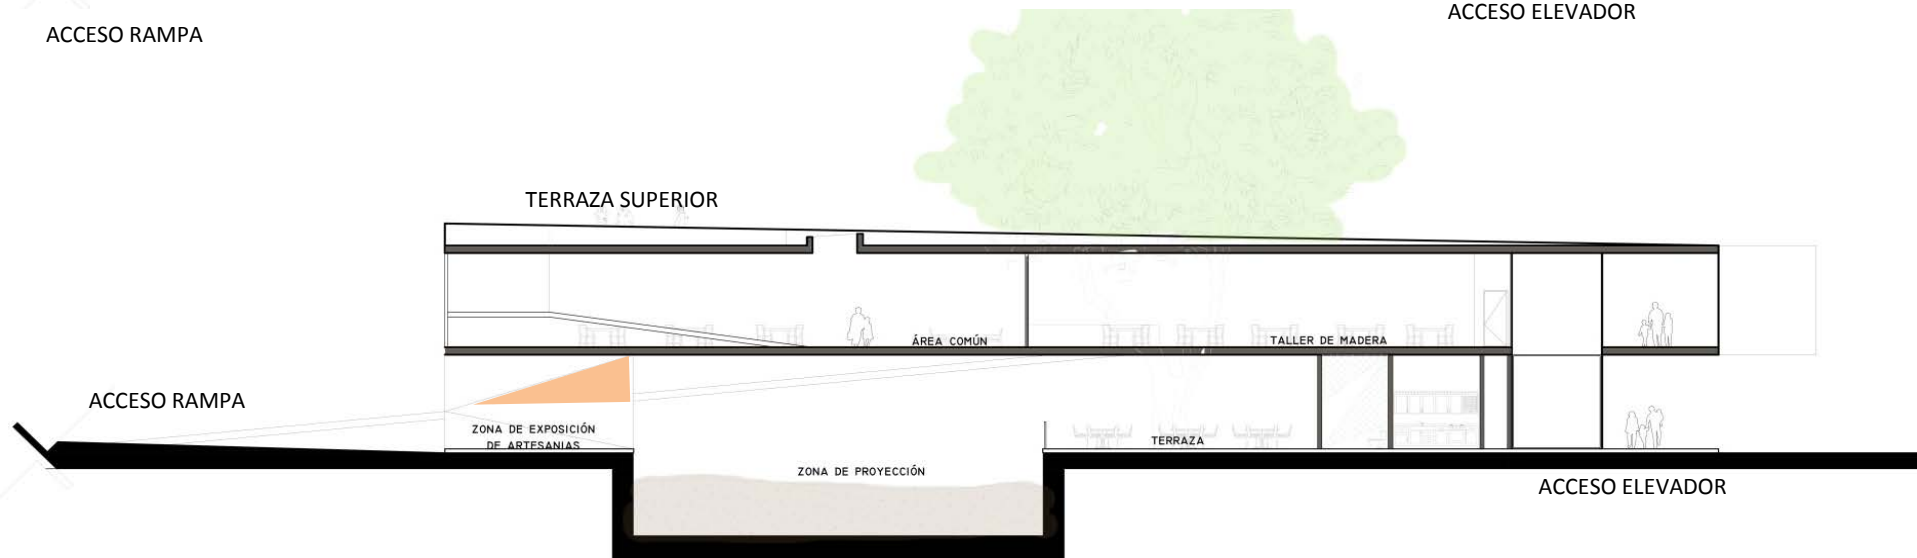 ACCESO ELEVADOR
ACCESO RAMPA
TERRAZA SUPERIOR
ÁREA COMÚN
TALLER DE MADERA
ACCESO RAMPA
ZONA DE EXPOSICIÓN
DE ARTESANIAS
TERRAZA
ZONA DE PROYECCIÓN
ACCESO ELEVADOR